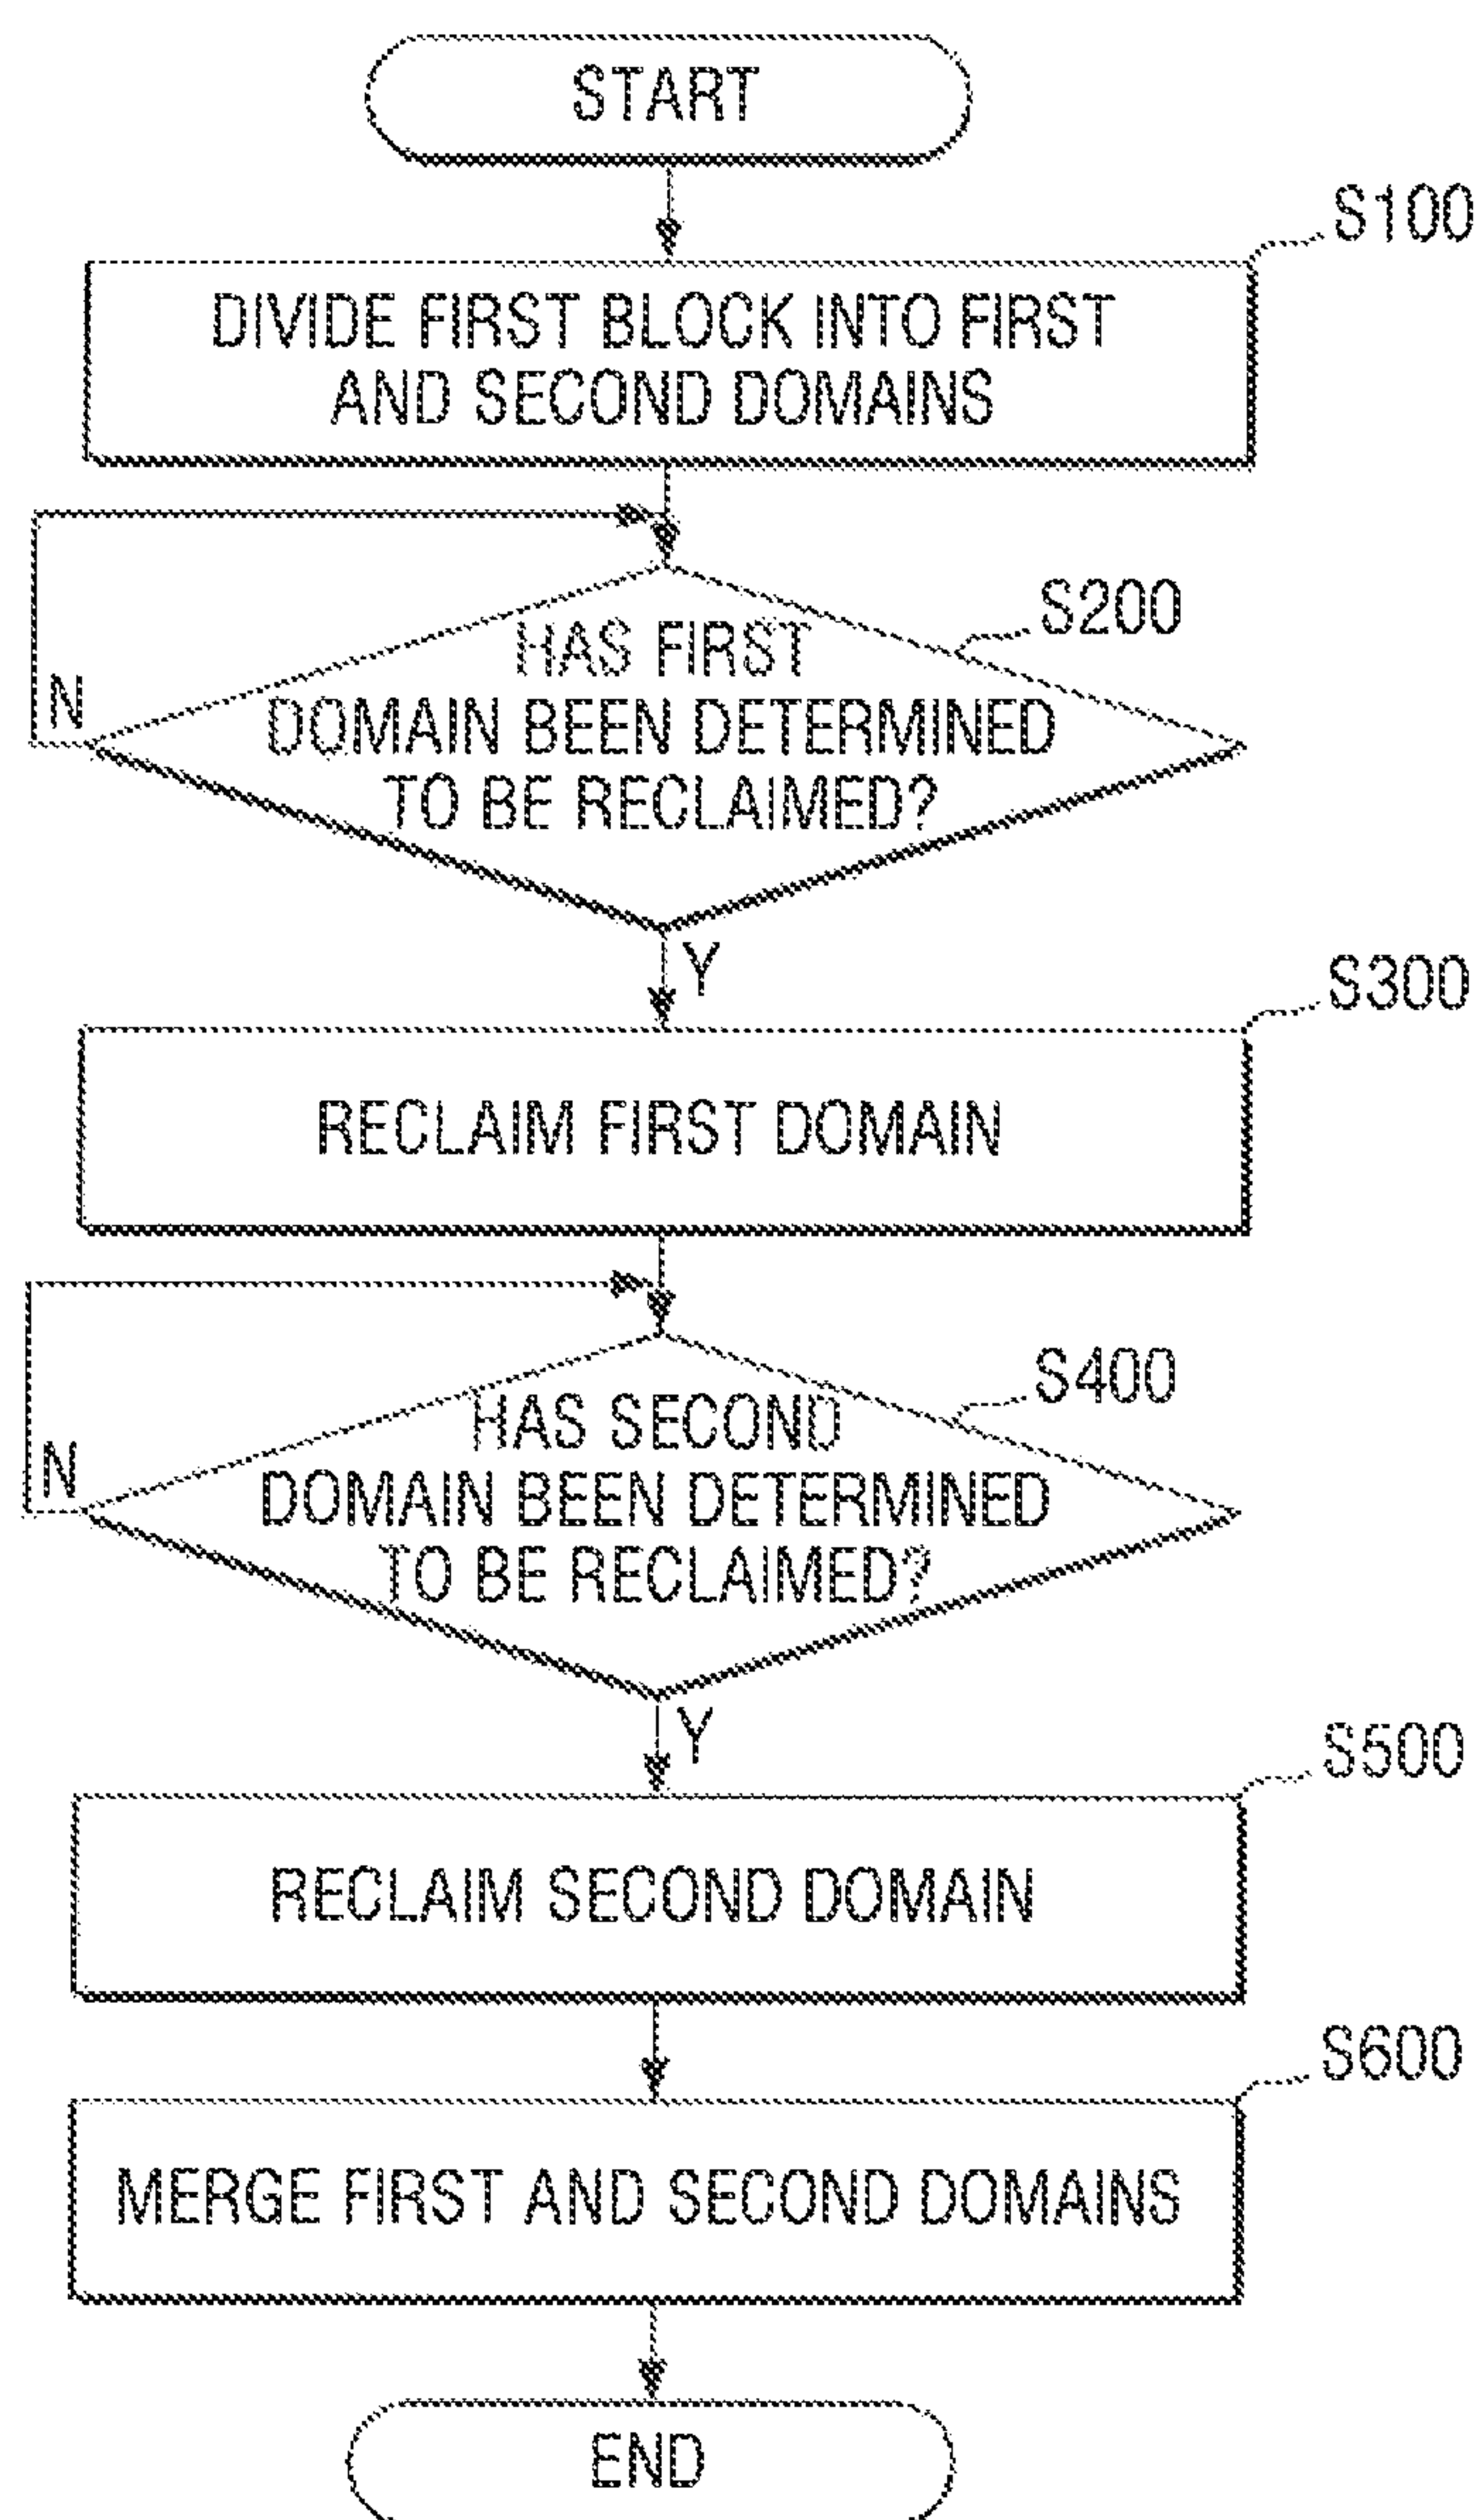 START
S100
DIVIDE FIRST BLOCK INTO FIRST
AND SECOND DOMAINS
S200
HAS FIRST
DOMAIN BEEN DETERMINED
TO BE RECLAIMED?
N
Y
S300
RECLAIM FIRST DOMAIN
S400
HAS SECOND
DOMAIN BEEN DETERMINED
TO BE RECLAIMED?
N
Y
S500
RECLAIM SECOND DOMAIN
S600
MERGE FIRST AND SECOND DOMAINS
END